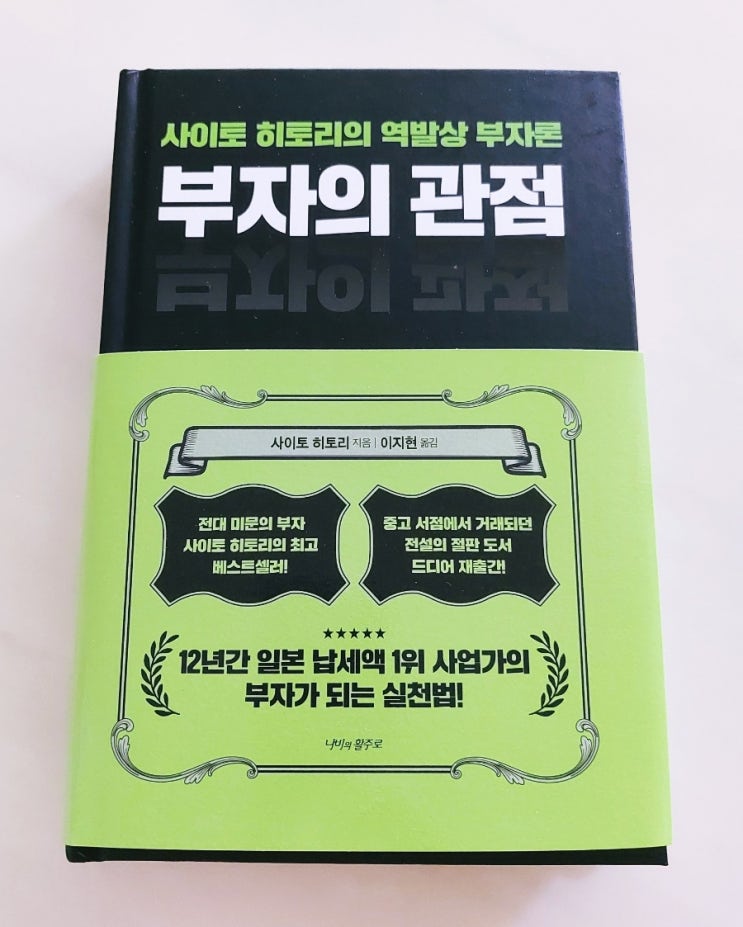 사이토 히토리의 역발상 부자론
부자의 관점
사이토 히토리 지음 | 이지현 옮김
전대 미문의 부자
사이토 히토리의 최고
베스트셀러!
중고 서점에서 거래되던
전설의 절판 도서
드디어 재출간!
★★★★★
12년간 일본 납세액 1위 사업가의
부자가 되는 실천법!
나비의 활주로